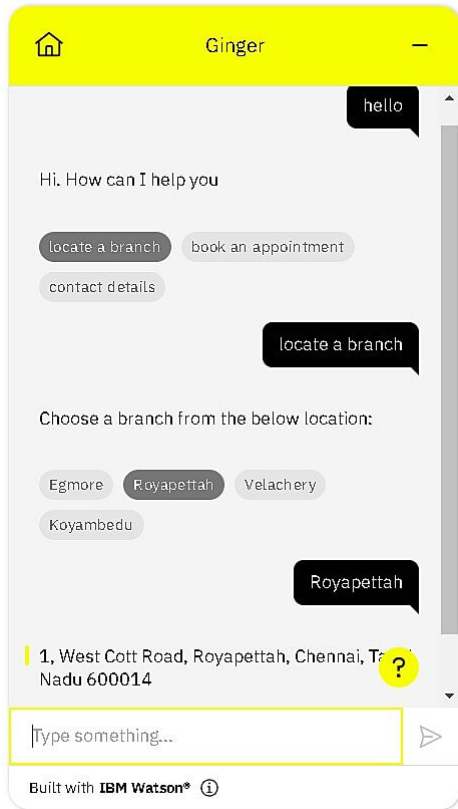 Ginger
hello
Hi. How can I help you
locate a branch book an appointment
contact details
locate a branch
Choose a branch from the below location:
Egmore Royapettah Velachery
Koyambedu
Royapettah
1, West Cott Road, Royapettah, Chennai,
?
Nadu 600014
Type something...
Built with IBM Watson®